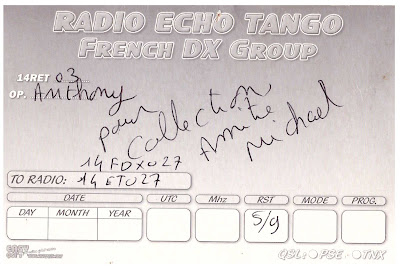 RADIO ECHO TANGO
FRENCH DX GROUP
14RET 03
OP. Anthony
pour
Collection
Amitié
Michael
14FDX027
TO RADIO: 14ET027
DATE UTC Mhz RST MODE PROG.
DAY MONTH YEAR 5/9
QSL: PSE TNX